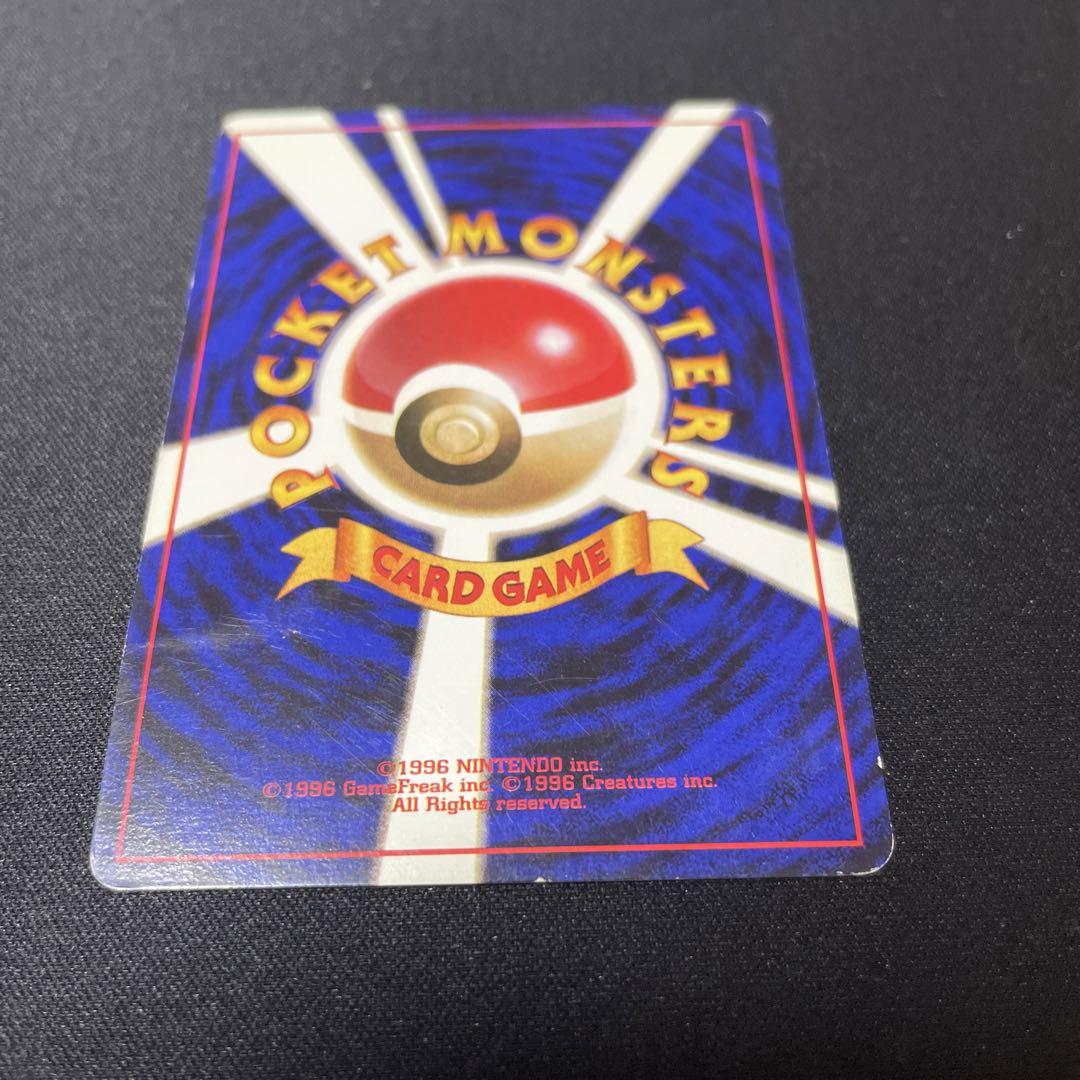 POCKET MONSTERS
CARD GAME
©1996 NINTENDO inc.
©1996 GameFreak inc. ©1996 Creatures inc.
All Rights reserved.